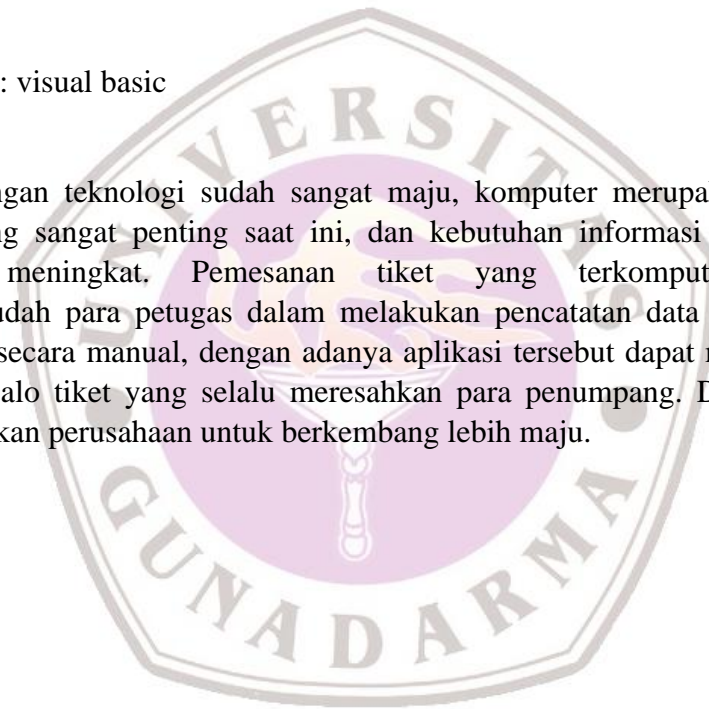 : visual basic
ngan teknologi sudah sangat maju, komputer merupak
ng sangat penting saat ini, dan kebutuhan informasi
meningkat. Pemesanan tiket yang terkomput
udah para petugas dalam melakukan pencatatan data
secara manual, dengan adanya aplikasi tersebut dapat
alo tiket yang selalu meresahkan para penumpang. D
kan perusahaan untuk berkembang lebih maju.
UNIVERSITAS
GUNADARMA